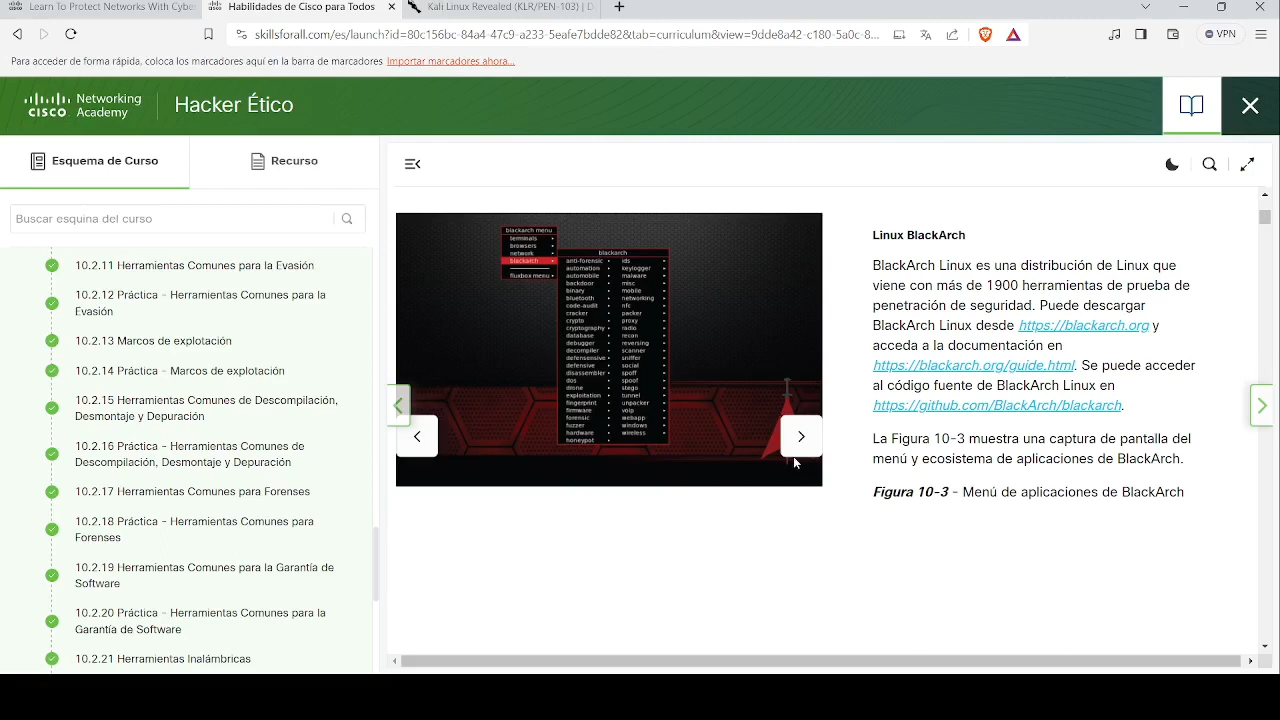 Learn To Protect Networks With Cyber
Habilidades de Cisco para Todos
Kali Linux Revealed (KLR/PEN-103) | D
skillsforall.com/es/launch?id=80c156bc-84a4-47c9-a233-5eafe7bdde82&tab=curriculum&view=9dde8a42-c180-5a0c-8...
VPN
Para acceder de forma rápida, coloca los marcadores aquí en la barra de marcadores Importar marcadores ahora...
Networking
CISCO Academy
Hacker Ético
Esquema de Curso
Recurso
Buscar esquina del curso
10.2.11 Herramientas Comunes para la Evasión
10.2.12 Práctica - Herramientas Comunes para la
Evasión
10.2.13 Marcos de explotación
10.2.14 Práctica - Marcos de explotación
10.2.15 Herramientas Comunes de Descompilación,
Desmontaje y Depuración
10.2.16 Práctica - Herramientas Comunes de
Descompilación, Desmontaje y Depuración
10.2.17 Herramientas Comunes para Forenses
10.2.18 Práctica - Herramientas Comunes para
Forenses
10.2.19 Herramientas Comunes para la Garantía de
Software
10.2.20 Práctica - Herramientas Comunes para la
Garantía de Software
10.2.21 Herramientas Inalámbricas
blackarch menu
terminals
browsers
network
blackarch
fluxbox menu
blackarch
anti-forensic ids
automation keylogger
automobile malware
backdoor misc
binary mobile
bluetooth networking
code-audit nfc
cracker packer
crypto proxy
cryptography radio
database recon
debugger reversing
decompiler scanner
defensensive sniffer
defensive social
disassembler spoff
dos spoof
drone stego
exploitation tunnel
fingerprint unpacker
firmware voip
forensic webapp
fuzzer windows
hardware wireless
honeypot
Linux BlackArch
BlackArch Linux es una distribución de Linux que
viene con más de 1900 herramientas de prueba de
penetración de seguridad. Puede descargar
BlackArch Linux desde https://blackarch.org y
acceda a la documentación en
https://blackarch.org/guide.html. Se puede acceder
al código fuente de BlackArch Linux en
https://github.com/BlackArch/blackarch.
La Figura 10-3 muestra una captura de pantalla del
menú y ecosistema de aplicaciones de BlackArch.
Figura 10-3 - Menú de aplicaciones de BlackArch